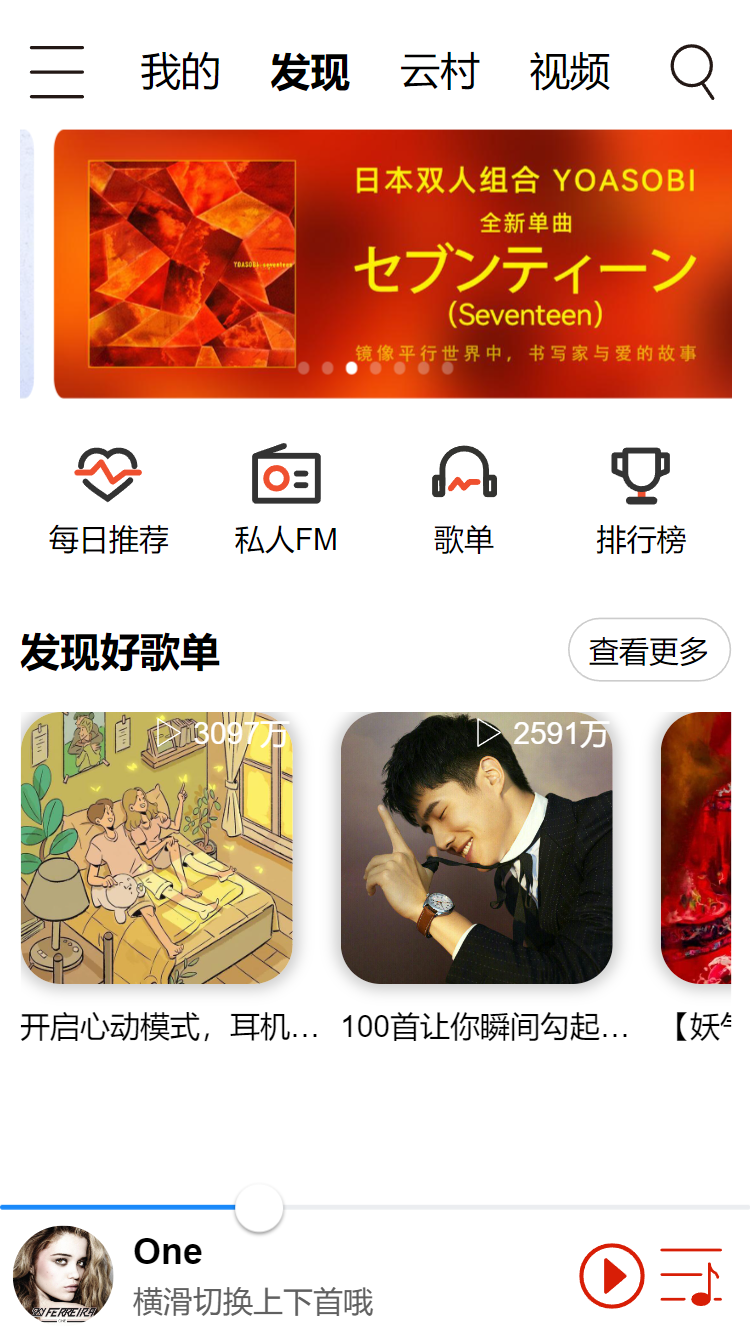 我的 发现 云村 视频
日本双人组合 YOASOBI
全新单曲
セブンティーン
(Seventeen)
YOASOBI: seventeen
镜像平行世界中，书写家与爱的故事
每日推荐 私人FM 歌单 排行榜
发现好歌单 查看更多
3097万 2591万
开启心动模式，耳机... 100首让你瞬间勾起... 【妖
One
横滑切换上下首哦
SKY FERREIRA